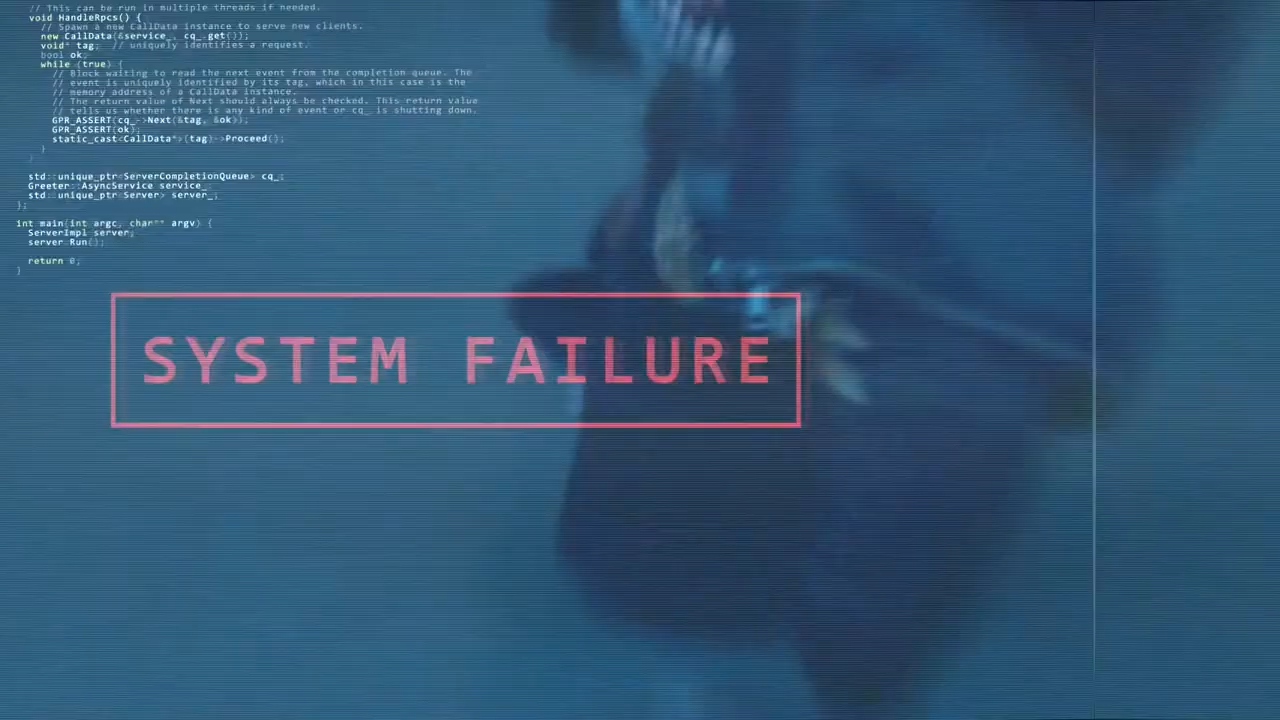 // This can be run in multiple threads if needed.
void HandleRpcs() {
// Spawn a new CallData instance to serve new clients.
new CallData(&service_, cq_.get());
void* tag;  // uniquely identifies a request.
bool ok;
while (true) {
// Block waiting to read the next event from the completion queue. The
// event is uniquely identified by its tag, which in this case is the
// memory address of a CallData instance.
// The return value of Next should always be checked. This return value
// tells us whether there is any kind of event or cq_ is shutting down.
GPR_ASSERT(cq_->Next(&tag, &ok));
GPR_ASSERT(ok);
static_cast<CallData*>(tag)->Proceed();
}
}
std::unique_ptr<ServerCompletionQueue> cq_;
Greeter::AsyncService service_;
std::unique_ptr<Server> server_;
};
int main(int argc, char** argv) {
ServerImpl server;
server.Run();
return 0;
}
SYSTEM FAILURE